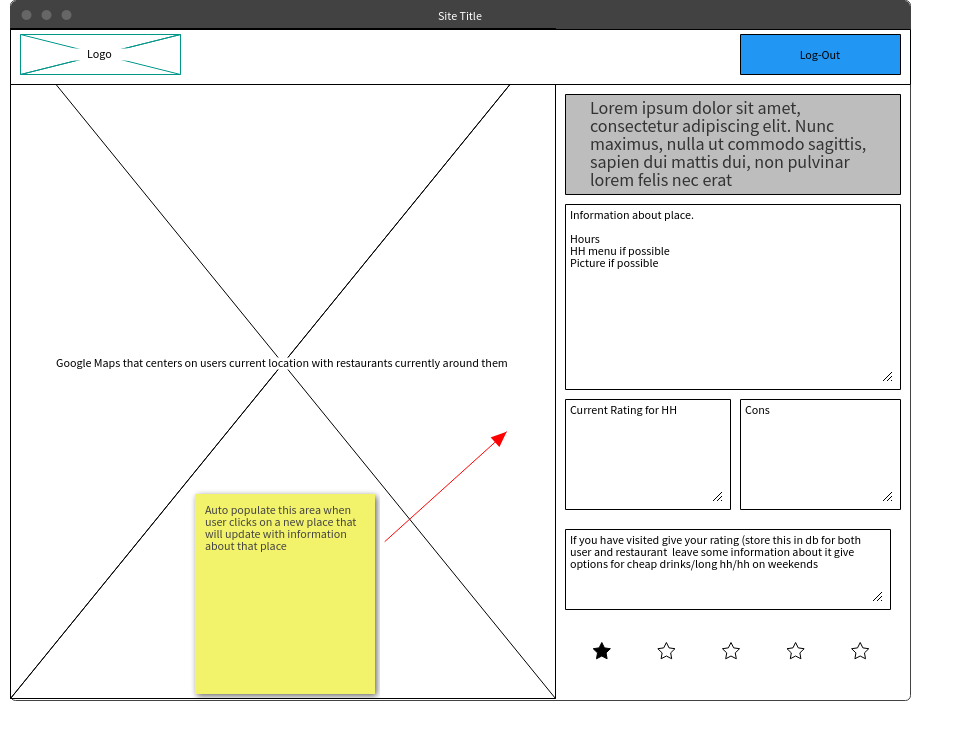 Site Title
Logo
Log-Out
Lorem ipsum dolor sit amet,
consectetur adipiscing elit. Nunc
maximus, nulla ut commodo sagittis,
sapien dui mattis dui, non pulvinar
lorem felis nec erat
Information about place.
Hours
HH menu if possible
Picture if possible
Google Maps that centers on users current location with restaurants currently around them
Current Rating for HH
Cons
Auto populate this area when
user clicks on a new place that
will update with information
about that place
If you have visited give your rating (store this in db for both
user and restaurant  leave some information about it give
options for cheap drinks/long hh/hh on weekends